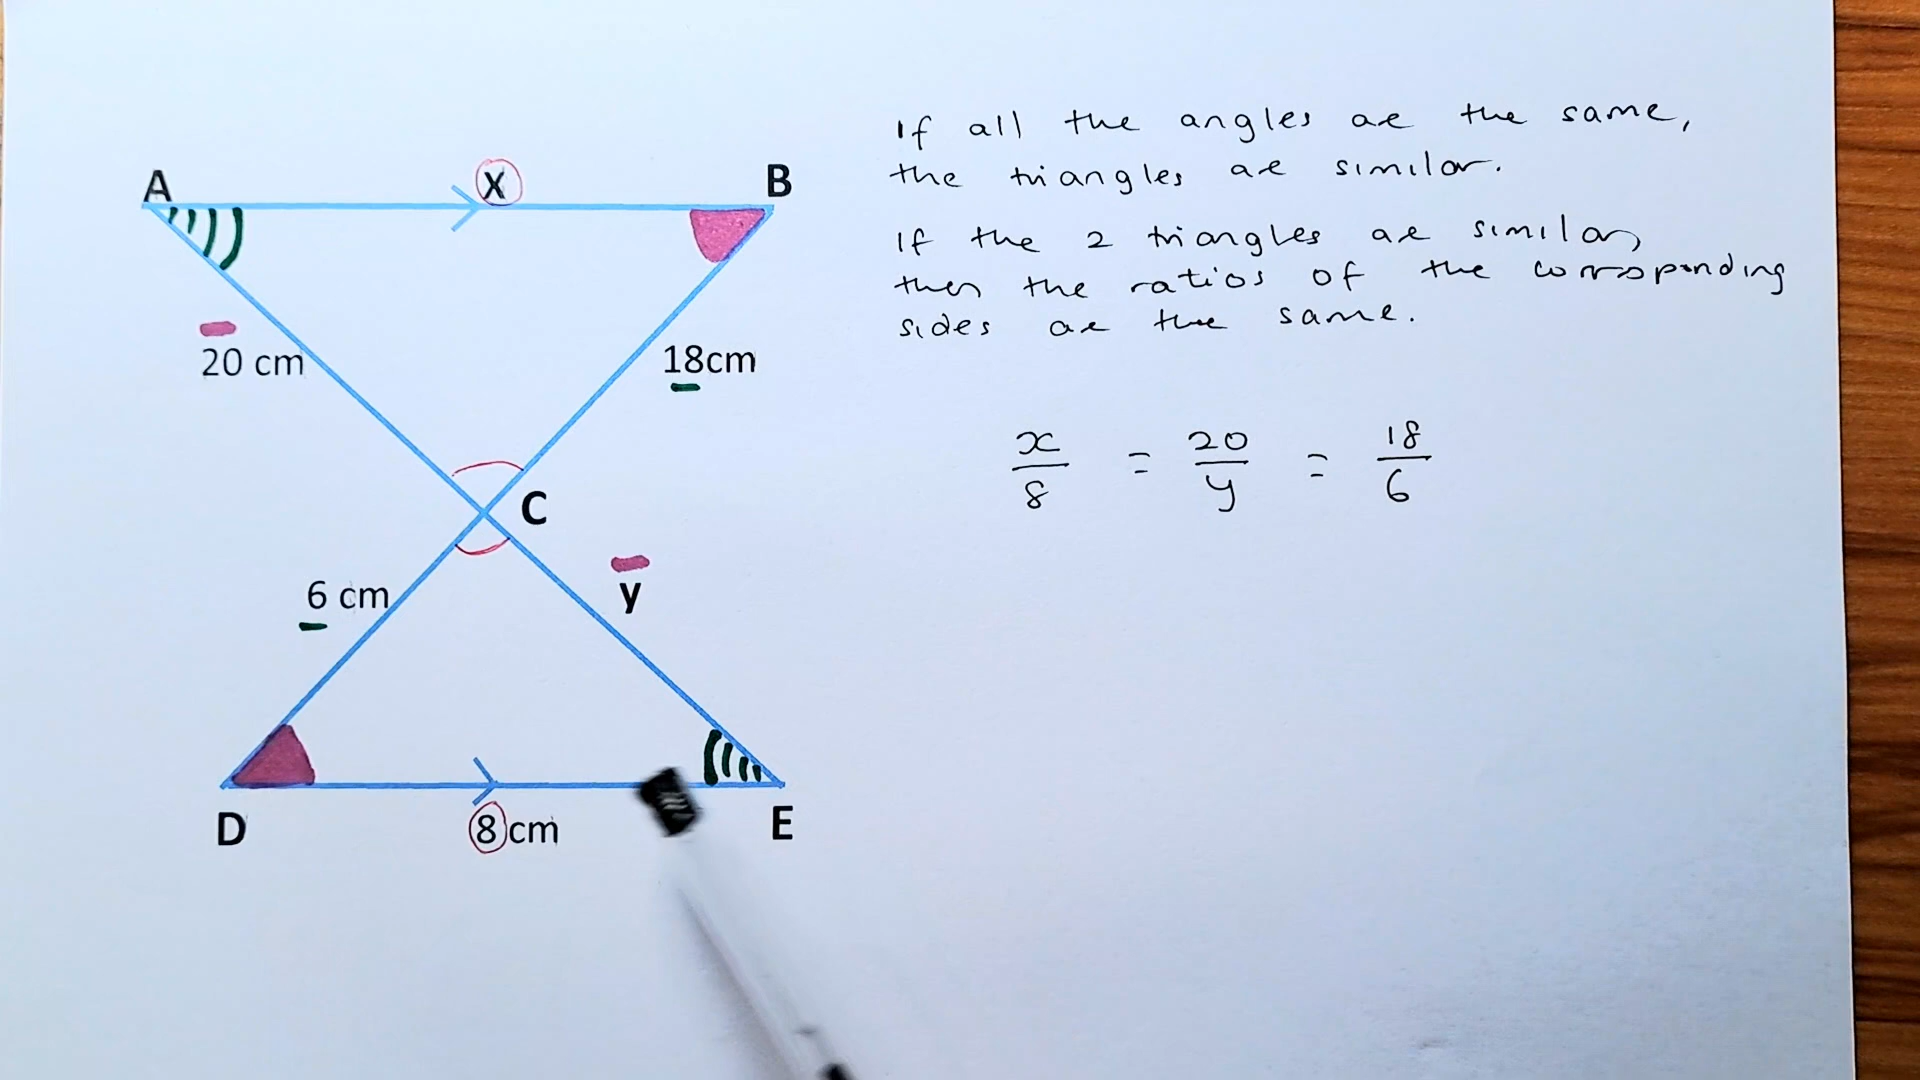 A
x
B
20 cm
18cm
C
6 cm
y
D
8 cm
E
If all the angles are the same,
the triangles are similar.
If the 2 triangles are similar,
then the ratios of the corrosponding
sides are the same.
x/8 = 20/y = 18/6